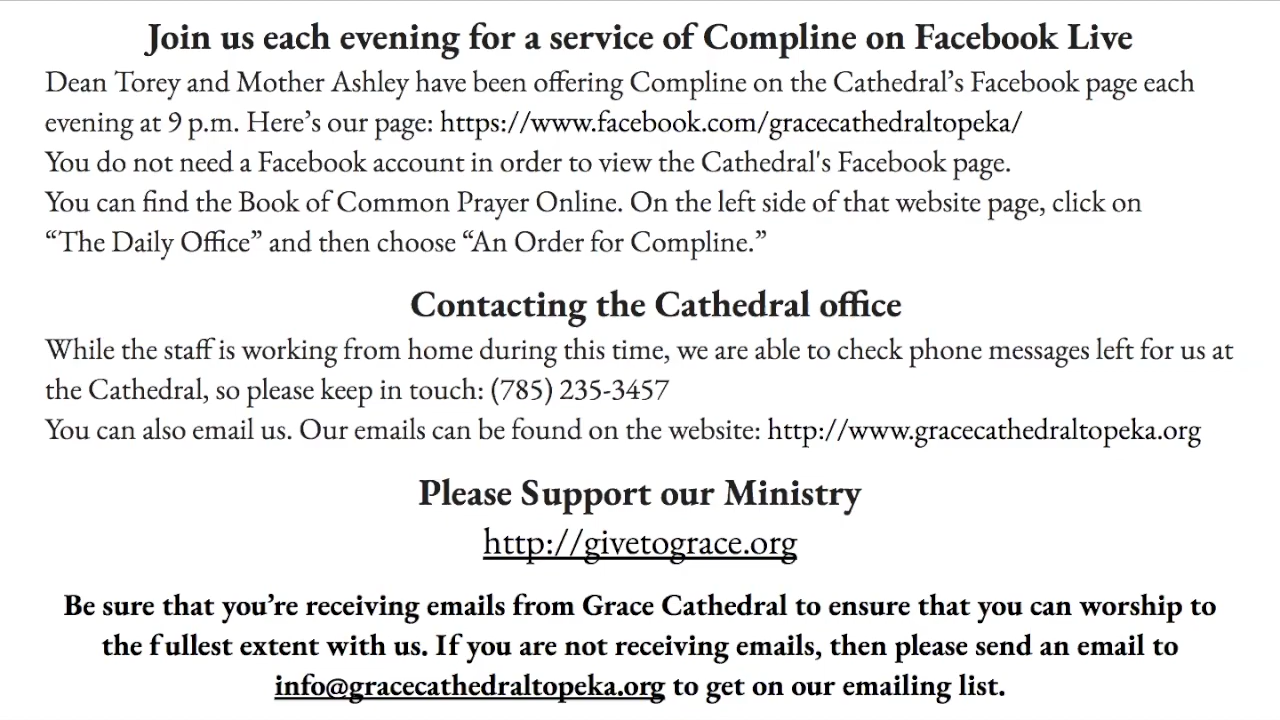 Join us each evening for a service of Compline on Facebook Live
Dean Torey and Mother Ashley have been offering Compline on the Cathedral’s Facebook page each
evening at 9 p.m. Here’s our page: https://www.facebook.com/gracecathedraltopeka/
You do not need a Facebook account in order to view the Cathedral's Facebook page.
You can find the Book of Common Prayer Online. On the left side of that website page, click on
“The Daily Office” and then choose “An Order for Compline.”
Contacting the Cathedral office
While the staff is working from home during this time, we are able to check phone messages left for us at
the Cathedral, so please keep in touch: (785) 235-3457
You can also email us. Our emails can be found on the website: http://www.gracecathedraltopeka.org
Please Support our Ministry
http://givetograce.org
Be sure that you’re receiving emails from Grace Cathedral to ensure that you can worship to
the fullest extent with us. If you are not receiving emails, then please send an email to
info@gracecathedraltopeka.org to get on our emailing list.